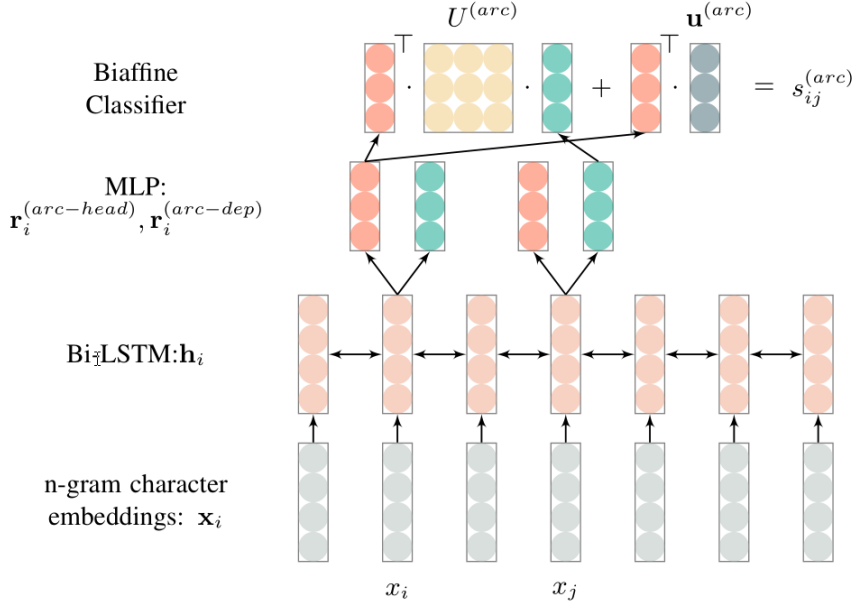 U^{(arc)} u^{(arc)}
Biaffine
Classifier
⊤ · · + ⊤ · = s_{ij}^{(arc)}
MLP:
r_i^{(arc-head)}, r_i^{(arc-dep)}
Bi-LSTM:h_i
n-gram character
embeddings: x_i
x_i x_j